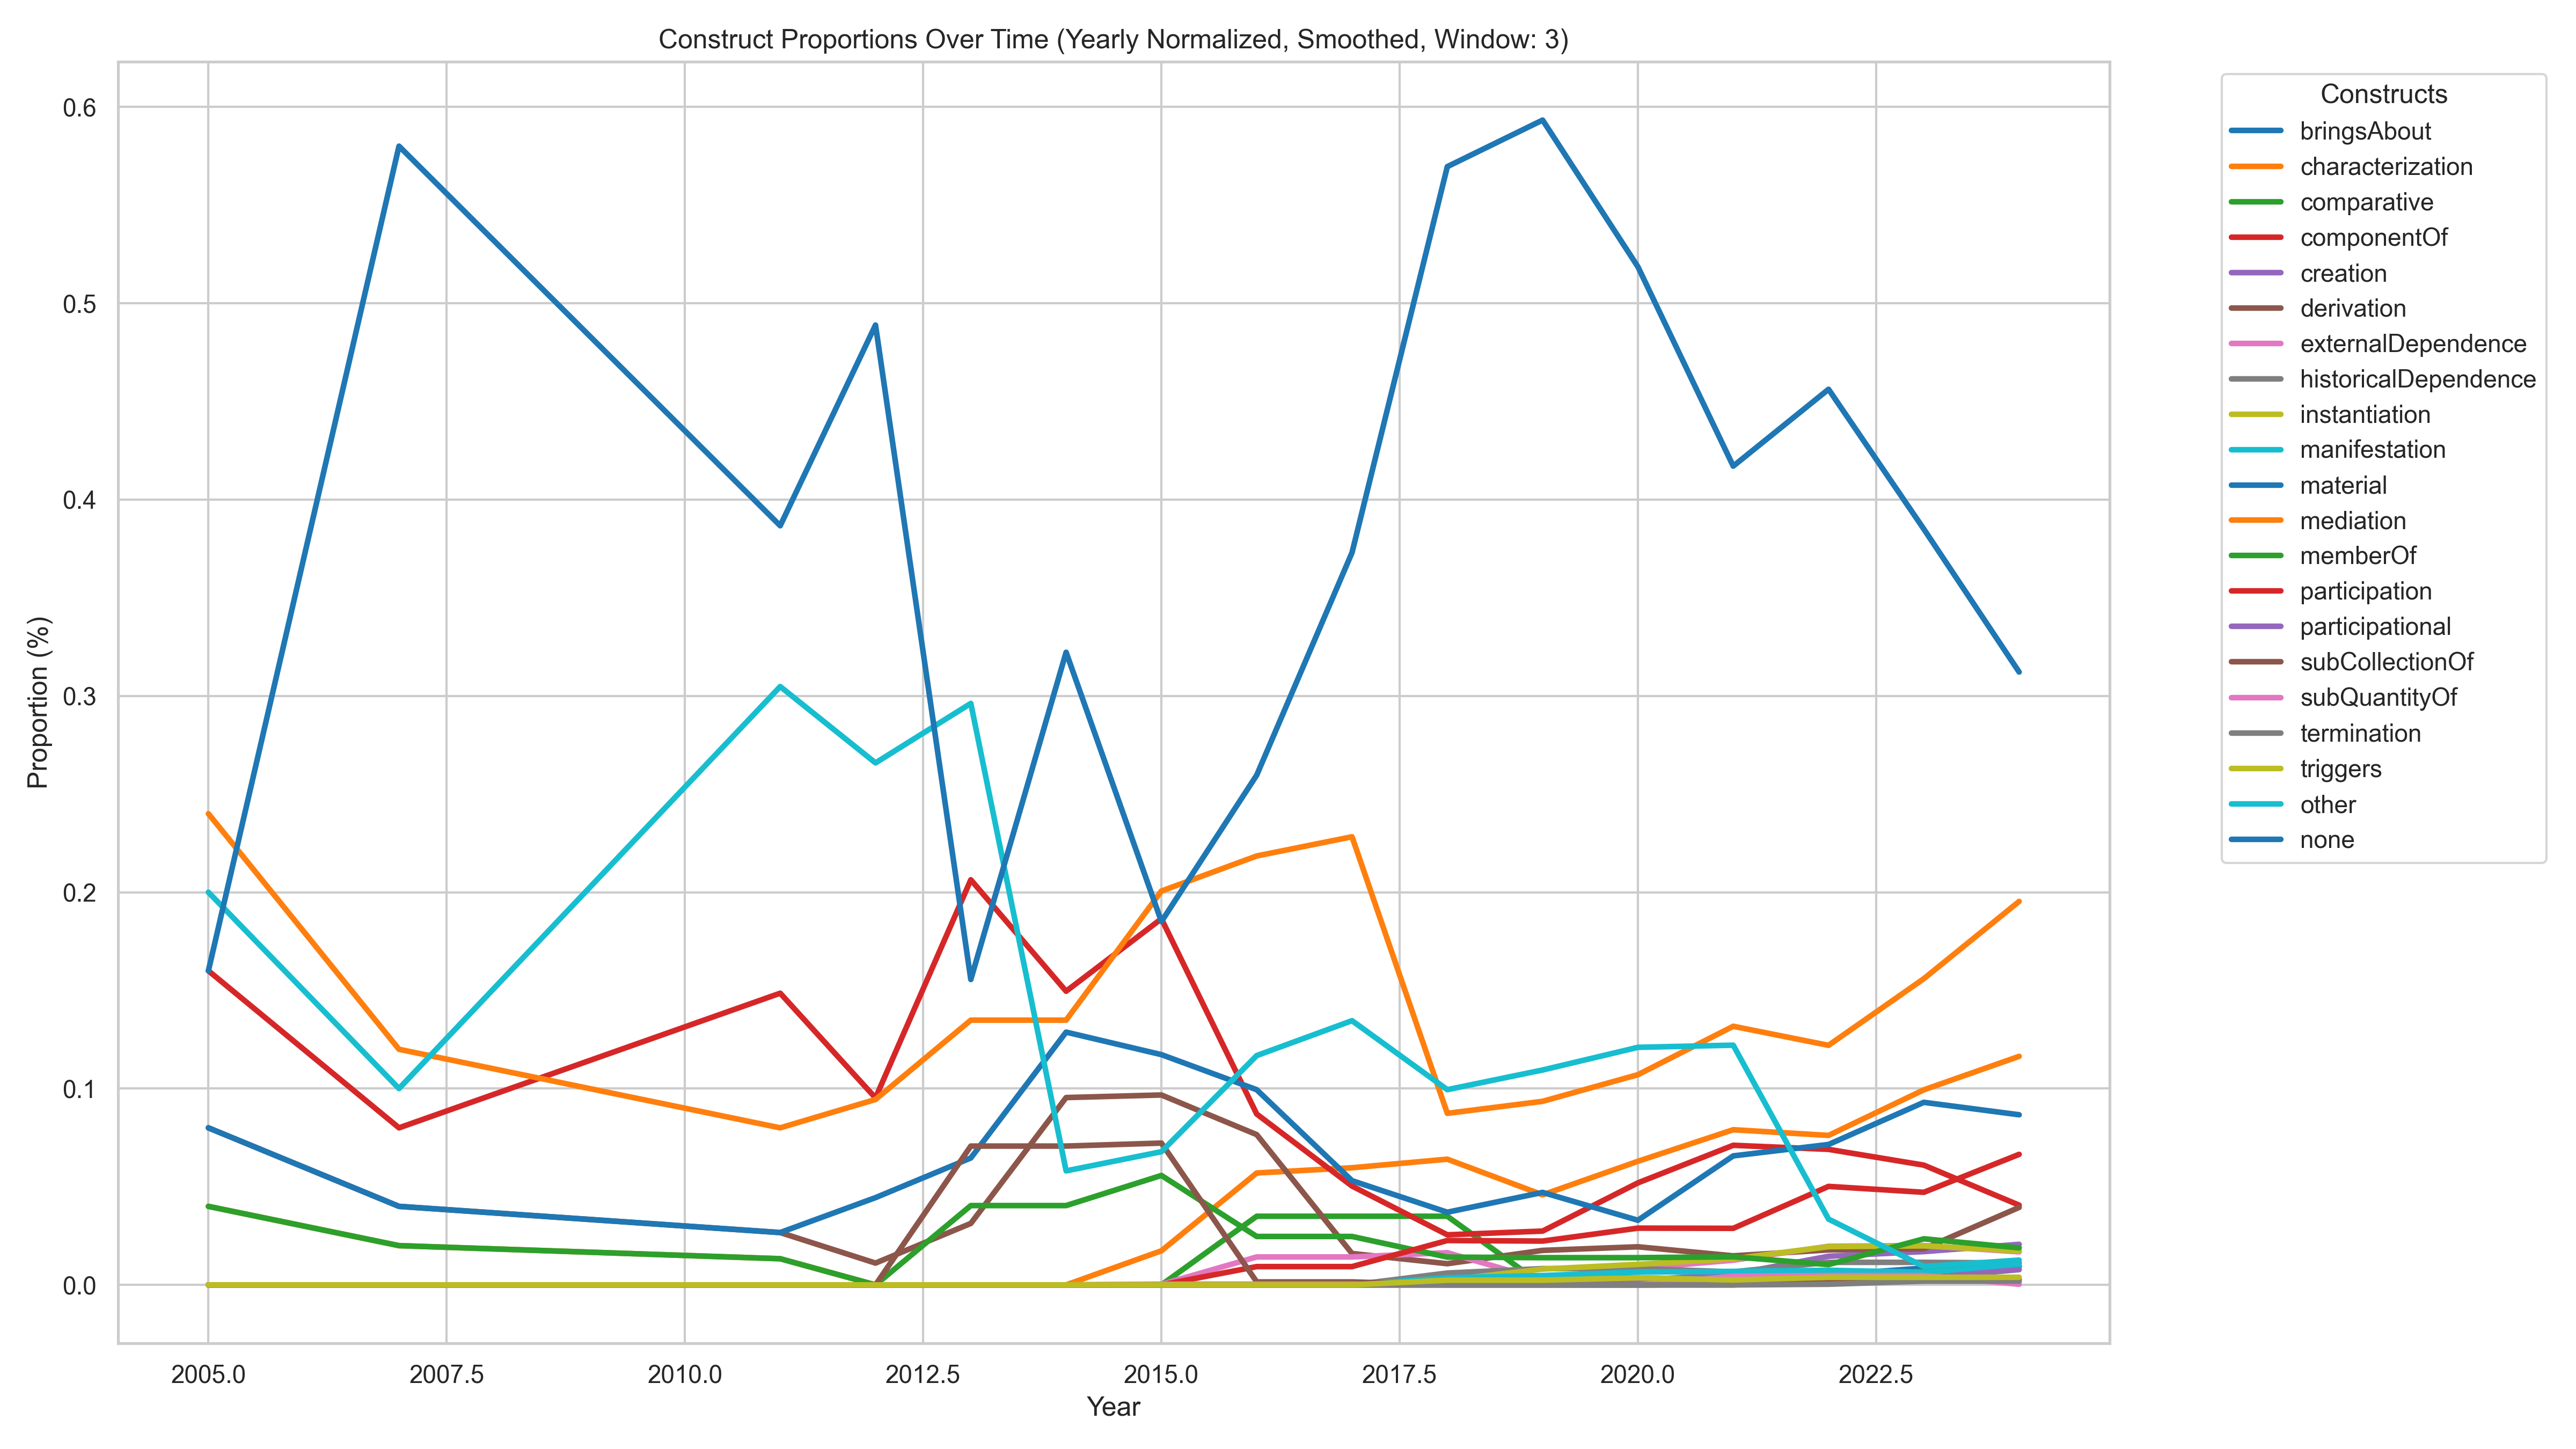 Construct Proportions Over Time (Yearly Normalized, Smoothed, Window: 3)
Proportion (%)
0.6
0.5
0.4
0.3
0.2
0.1
0.0
2005.0 2007.5 2010.0 2012.5 2015.0 2017.5 2020.0 2022.5
Year
Constructs
bringsAbout
characterization
comparative
componentOf
creation
derivation
externalDependence
historicalDependence
instantiation
manifestation
material
mediation
memberOf
participation
participational
subCollectionOf
subQuantityOf
termination
triggers
other
none